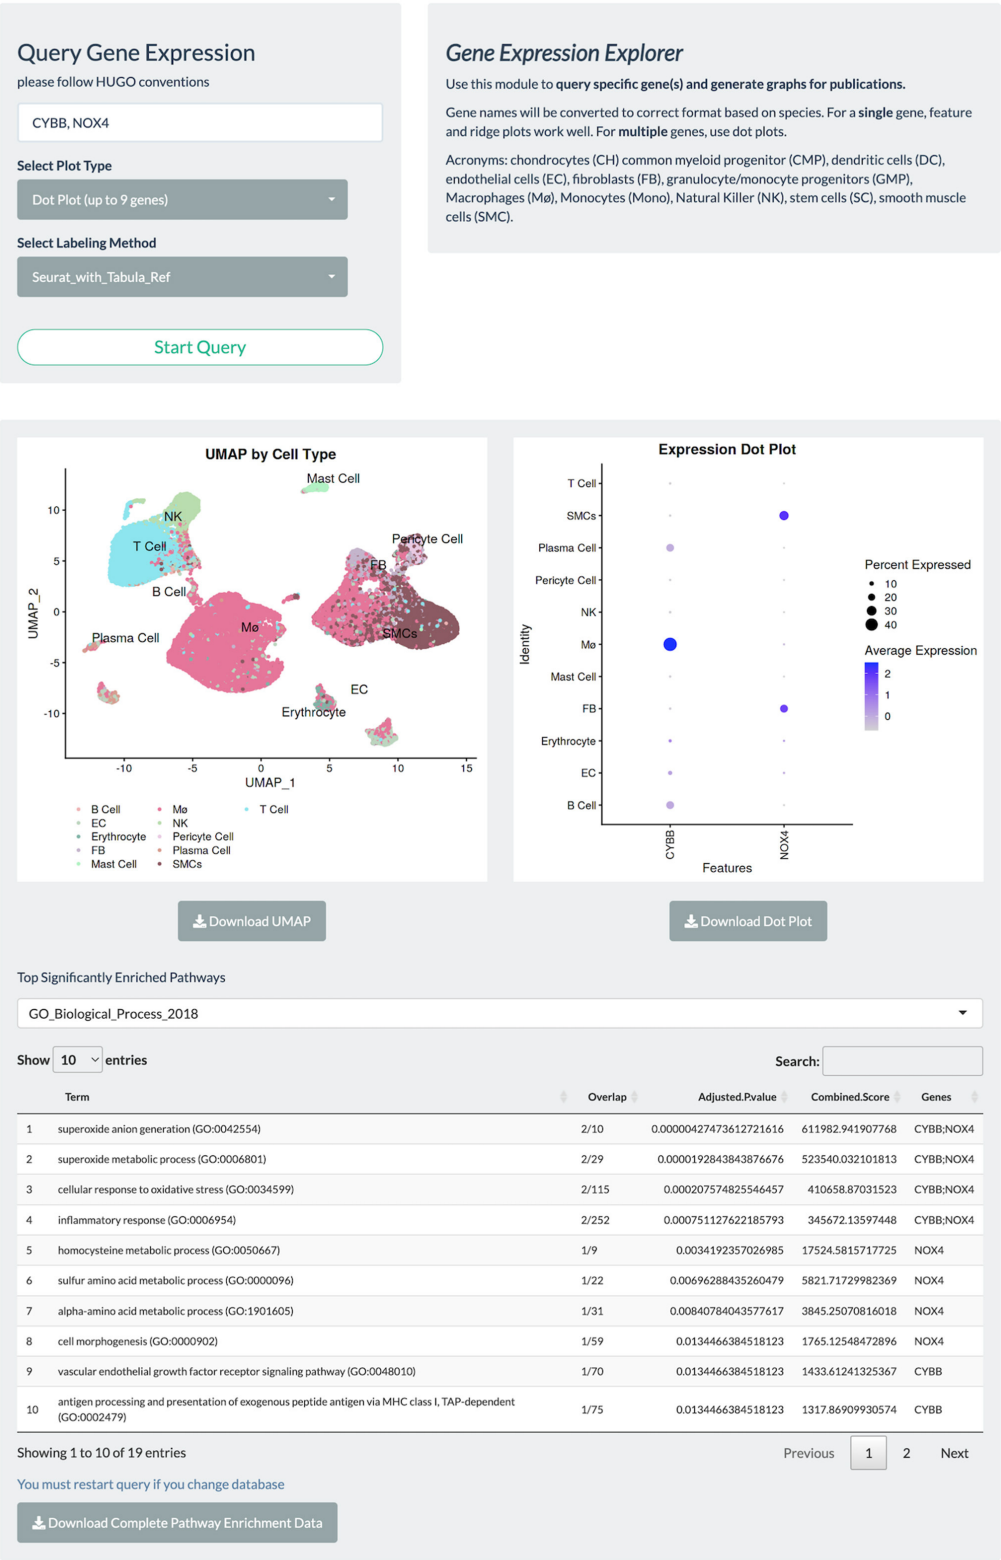 Query Gene Expression
please follow HUGO conventions
CYBB, NOX4
Select Plot Type
Dot Plot (up to 9 genes)
Select Labeling Method
Seurat_with_Tabula_Ref
Start Query
Gene Expression Explorer
Use this module to query specific gene(s) and generate graphs for publications.
Gene names will be converted to correct format based on species. For a single gene, feature
and ridge plots work well. For multiple genes, use dot plots.
Acronyms: chondrocytes (CH) common myeloid progenitor (CMP), dendritic cells (DC),
endothelial cells (EC), fibroblasts (FB), granulocyte/monocyte progenitors (GMP),
Macrophages (Mø), Monocytes (Mono), Natural Killer (NK), stem cells (SC), smooth muscle
cells (SMC).
UMAP by Cell Type
Mast Cell
NK
T Cell
Pericyte Cell
FB
B Cell
Mø
SMCs
Plasma Cell
EC
Erythrocyte
UMAP_2
10
5
0
-5
-10
-10 -5 0 5 10 15
UMAP_1
B Cell Mø T Cell
EC NK
Erythrocyte Pericyte Cell
FB Plasma Cell
Mast Cell SMCs
Expression Dot Plot
Identity
T Cell
SMCs
Plasma Cell
Pericyte Cell
NK
Mø
Mast Cell
FB
Erythrocyte
EC
B Cell
CYBB NOX4
Features
Percent Expressed
10
20
30
40
Average Expression
2
1
0
Download UMAP
Download Dot Plot
Top Significantly Enriched Pathways
GO_Biological_Process_2018
Show 10 entries Search:
Term Overlap Adjusted.P.value Combined.Score Genes
1 superoxide anion generation (GO:0042554) 2/10 0.00000427473612721616 611982.941907768 CYBB;NOX4
2 superoxide metabolic process (GO:0006801) 2/29 0.0000192843843876676 523540.032101813 CYBB;NOX4
3 cellular response to oxidative stress (GO:0034599) 2/115 0.000207574825546457 410658.87031523 CYBB;NOX4
4 inflammatory response (GO:0006954) 2/252 0.000751127622185793 345672.13597448 CYBB;NOX4
5 homocysteine metabolic process (GO:0050667) 1/9 0.0034192357026985 17524.5815717725 NOX4
6 sulfur amino acid metabolic process (GO:0000096) 1/22 0.00696288435260479 5821.71729982369 NOX4
7 alpha-amino acid metabolic process (GO:1901605) 1/31 0.00840784043577617 3845.25070816018 NOX4
8 cell morphogenesis (GO:0000902) 1/59 0.0134466384518123 1765.12548472896 NOX4
9 vascular endothelial growth factor receptor signaling pathway (GO:0048010) 1/70 0.0134466384518123 1433.61241325367 CYBB
10 antigen processing and presentation of exogenous peptide antigen via MHC class I, TAP-dependent
(GO:0002479) 1/75 0.0134466384518123 1317.86909930574 CYBB
Showing 1 to 10 of 19 entries Previous 1 2 Next
You must restart query if you change database
Download Complete Pathway Enrichment Data